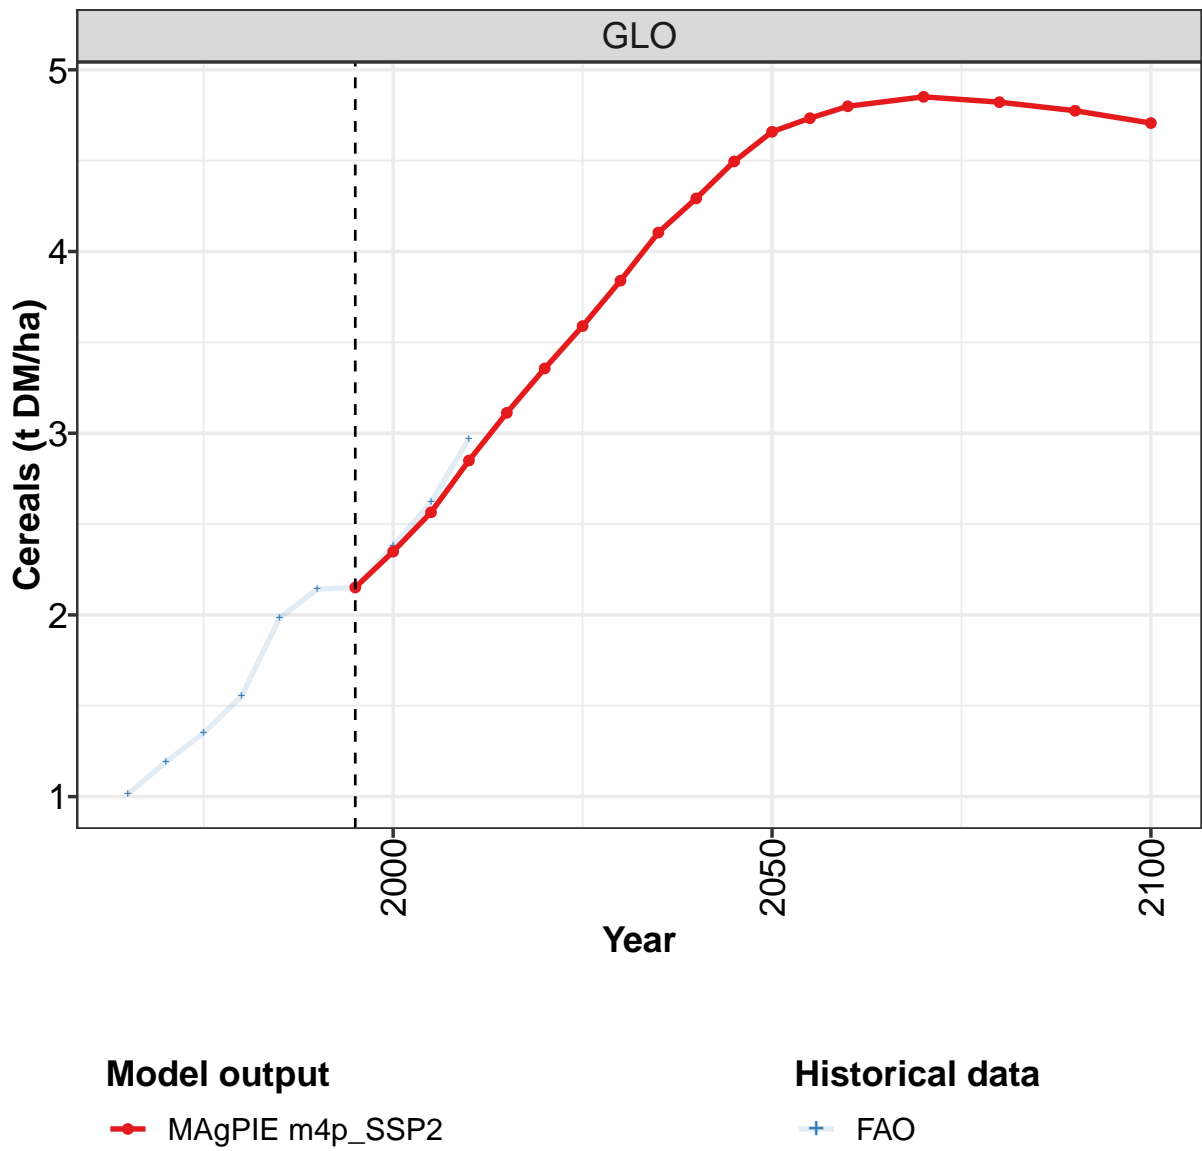 GLO
5
4
3
2
1
Cereals (t DM/ha)
2000
2050
2100
Year
Model output
MAgPIE m4p_SSP2
Historical data
FAO